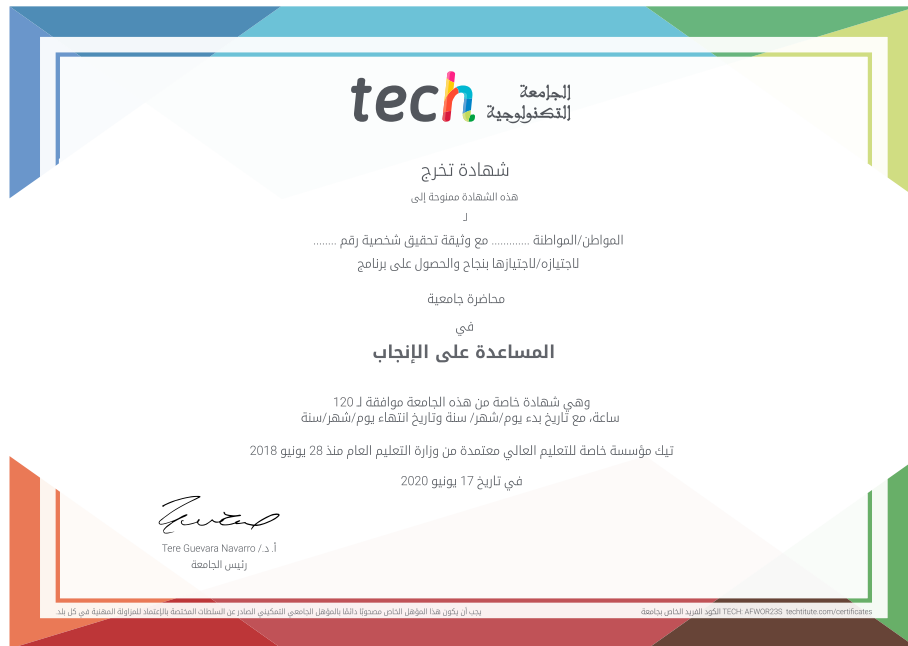 tech
الجامعة
التكنولوجية
شهادة تخرج
هذه الشهادة ممنوحة إلى
لـ
المواطن/المواطنة ............. مع وثيقة تحقيق شخصية رقم ........
لاجتيازه/لاجتيازها بنجاح والحصول على برنامج
محاضرة جامعية
في
المساعدة على الإنجاب
وهي شهادة خاصة من هذه الجامعة موافقة لـ 120
ساعة، مع تاريخ بدء يوم/شهر/ سنة وتاريخ انتهاء يوم/شهر/سنة
تيك مؤسسة خاصة للتعليم العالي معتمدة من وزارة التعليم العام منذ 28 يونيو 2018
في تاريخ 17 يونيو 2020
أ. د./ Tere Guevara Navarro
رئيس الجامعة
يجب أن يكون هذا المؤهل الخاص مصحوبًا دائمًا بالمؤهل الجامعي التمكيني الصادر عن السلطات المختصة بالإعتماد للمزاولة المهنية في كل بلد
الكود الفريد الخاص بجامعة TECH: AFWOR23S techtitute.com/certificates